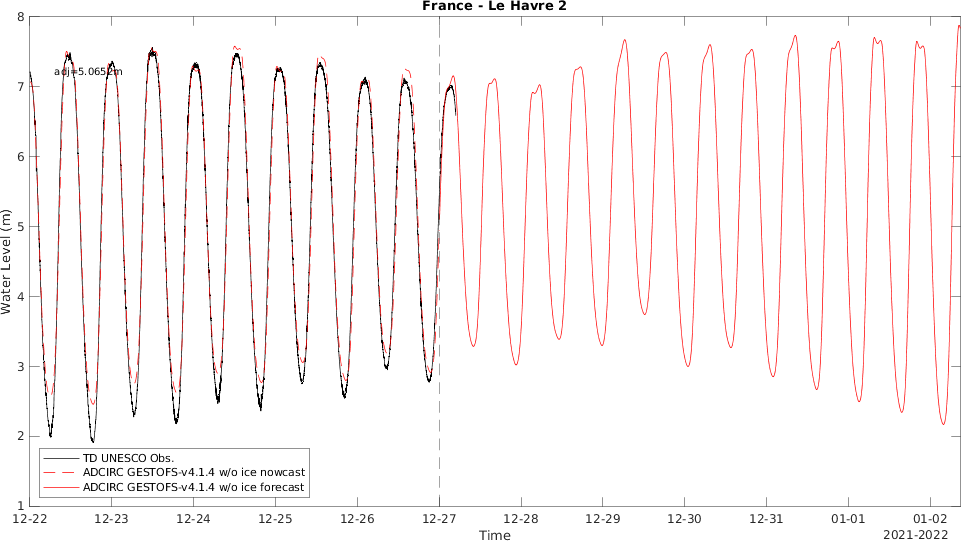 France - Le Havre 2
8
adj=5.0652m
7
6
5
Water Level (m)
4
3
2
TD UNESCO Obs.
ADCIRC GESTOFS-v4.1.4 w/o ice nowcast
ADCIRC GESTOFS-v4.1.4 w/o ice forecast
1
12-22 12-23 12-24 12-25 12-26 12-27 12-28 12-29 12-30 12-31 01-01 01-02
Time
2021-2022